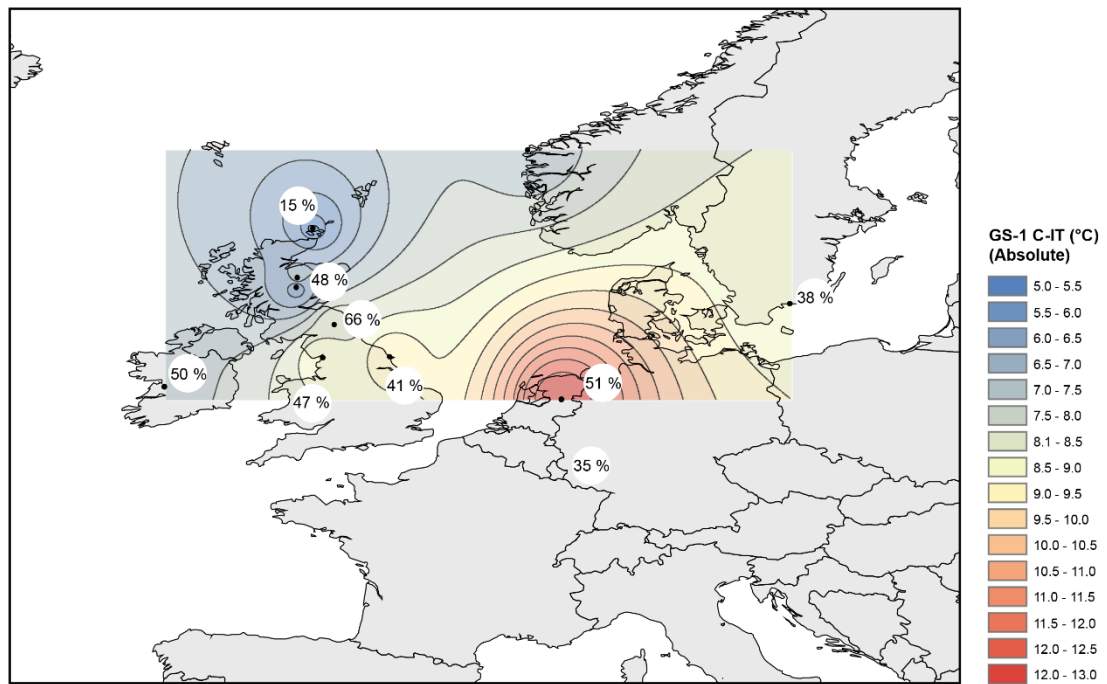 15 %
48 %
38 %
66 %
50 %
41 %
51 %
47 %
35 %
GS-1 C-IT (°C)
(Absolute)
5.0 - 5.5
5.5 - 6.0
6.0 - 6.5
6.5 - 7.0
7.0 - 7.5
7.5 - 8.0
8.1 - 8.5
8.5 - 9.0
9.0 - 9.5
9.5 - 10.0
10.0 - 10.5
10.5 - 11.0
11.0 - 11.5
11.5 - 12.0
12.0 - 12.5
12.0 - 13.0